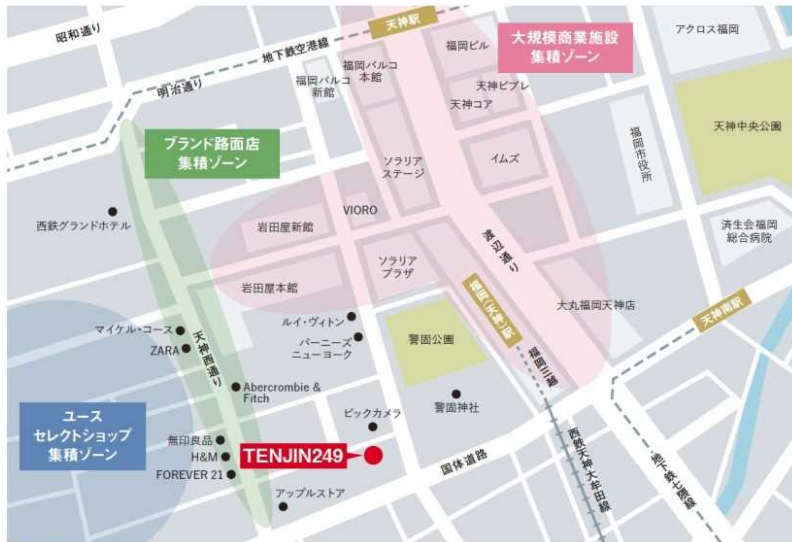 昭和通り
地下鉄空港線
天神駅
明治通り
福岡パルコ
新館
福岡パルコ
本館
福岡ビル
天神ビブレ
天神コア
大規模商業施設
集積ゾーン
アクロス福岡
天神中央公園
福岡市役所
済生会福岡
総合病院
ブランド路面店
集積ゾーン
ソラリア
ステージ
イムズ
西鉄グランドホテル
VIORO
岩田屋新館
渡辺通り
岩田屋本館
ソラリア
プラザ
福岡(天神)駅
大丸福岡天神店
天神南駅
ルイ・ヴィトン
バーニーズ
ニューヨーク
警固公園
福岡三越
マイケル・コース
ZARA
天神西通り
Abercrombie &
Fitch
警固神社
ビックカメラ
ユース
セレクトショップ
集積ゾーン
無印良品
H&M
FOREVER 21
TENJIN249
国体道路
西鉄天神大牟田線
地下鉄七隈線
アップルストア